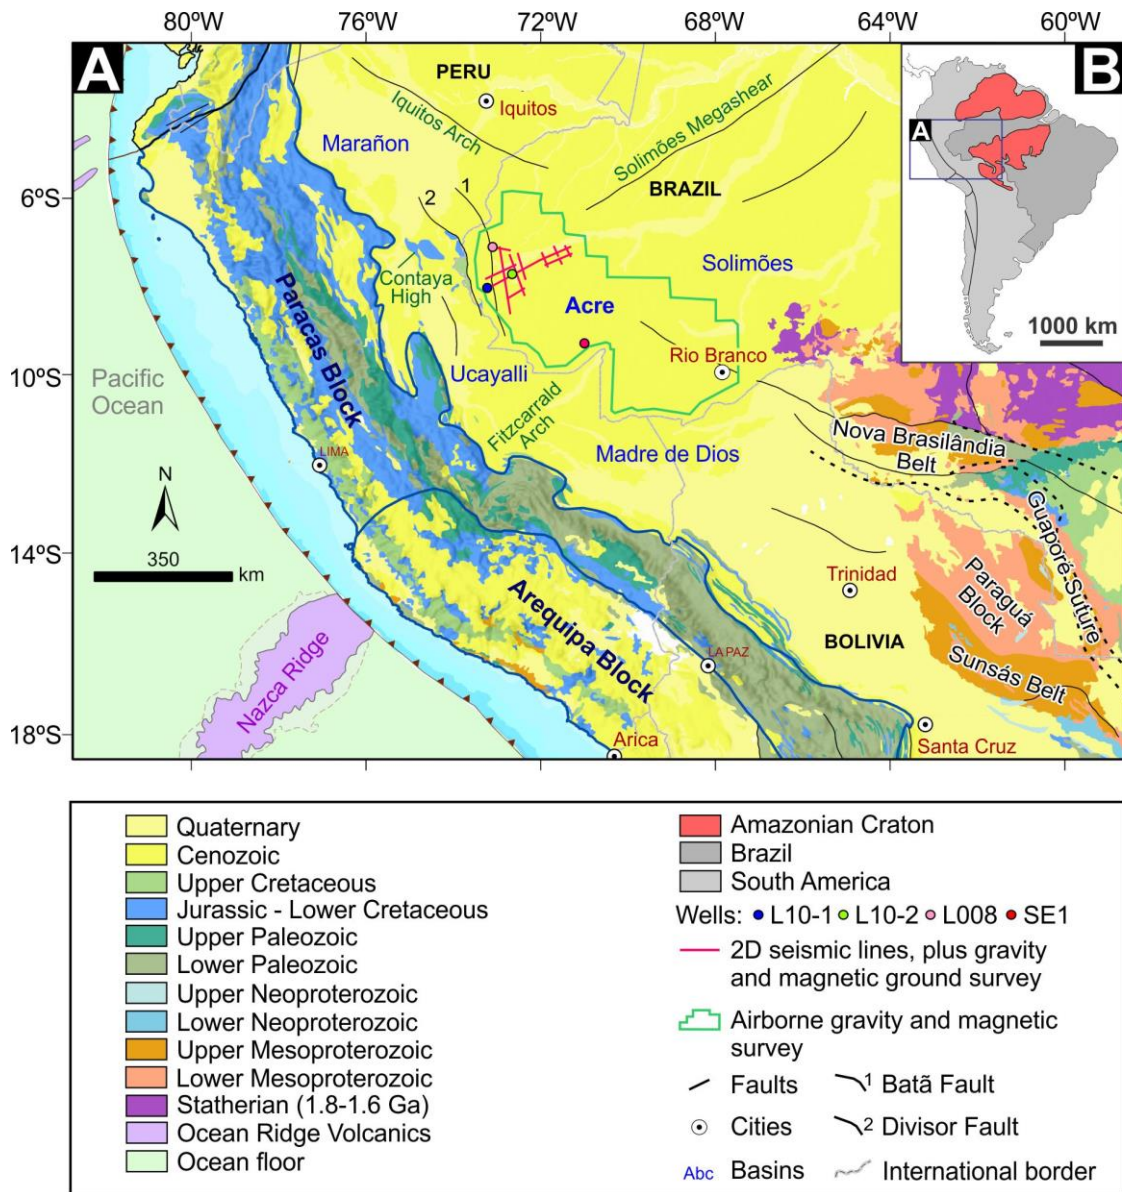 80ºW 76ºW 72ºW 68ºW 64ºW 60ºW
A
B
PERU
Iquitos
Iquitos Arch
Solimões Megashear
Marañon
A
6ºS
2
1
BRAZIL
Solimões
Contaya
High
Paracas Block
Acre
1000 km
Rio Branco
10ºS
Pacific
Ocean
Ucayalli
Fitzcarrald
Arch
Madre de Dios
Nova Brasilândia
Belt
LIMA
N
350
km
14ºS
Guaporé Suture
Trinidad
Paraguá
Block
Arequipa Block
BOLIVIA
LA PAZ
Sunsás Belt
Nazca Ridge
18ºS
Arica
Santa Cruz
Quaternary
Cenozoic
Upper Cretaceous
Jurassic - Lower Cretaceous
Upper Paleozoic
Lower Paleozoic
Upper Neoproterozoic
Lower Neoproterozoic
Upper Mesoproterozoic
Lower Mesoproterozoic
Statherian (1.8-1.6 Ga)
Ocean Ridge Volcanics
Ocean floor
Amazonian Craton
Brazil
South America
Wells: L10-1 L10-2 L008 SE1
2D seismic lines, plus gravity
and magnetic ground survey
Airborne gravity and magnetic
survey
Faults
1 Batã Fault
Cities
2 Divisor Fault
Abc Basins
International border